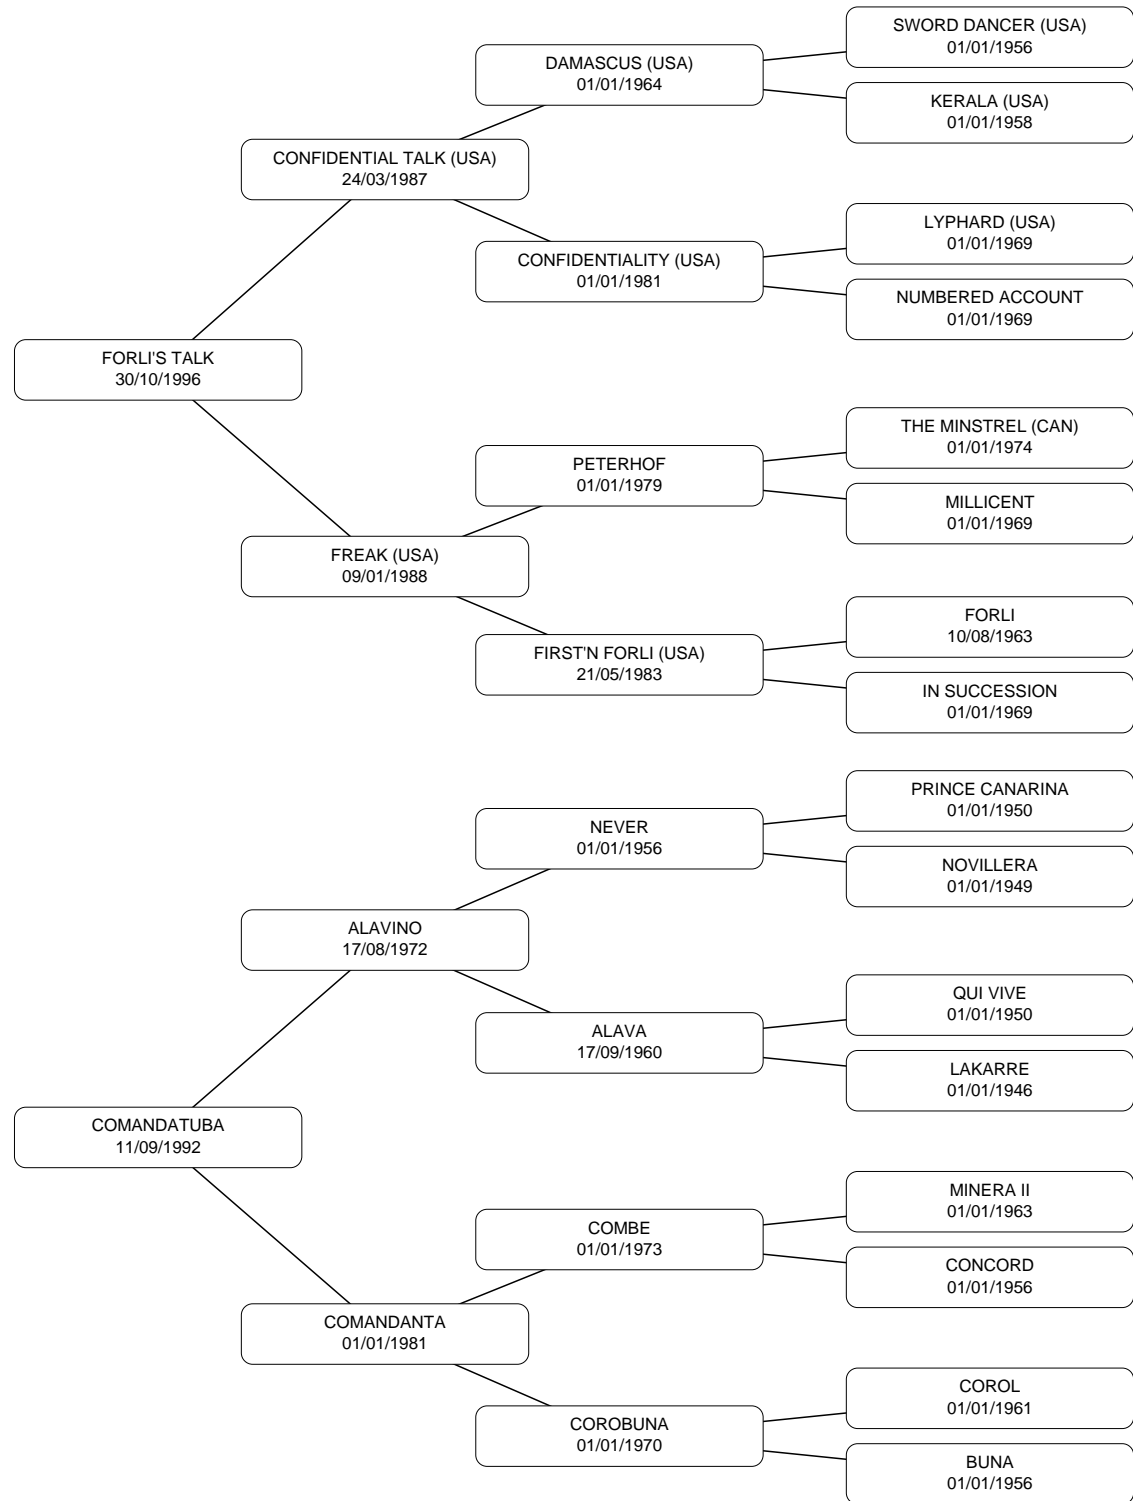 SWORD DANCER (USA)
01/01/1956
DAMASCUS (USA)
01/01/1964
KERALA (USA)
01/01/1958
CONFIDENTIAL TALK (USA)
24/03/1987
LYPHARD (USA)
01/01/1969
CONFIDENTIALITY (USA)
01/01/1981
NUMBERED ACCOUNT
01/01/1969
FORLI'S TALK
30/10/1996
THE MINSTREL (CAN)
01/01/1974
PETERHOF
01/01/1979
MILLICENT
01/01/1969
FREAK (USA)
09/01/1988
FORLI
10/08/1963
FIRST'N FORLI (USA)
21/05/1983
IN SUCCESSION
01/01/1969
PRINCE CANARINA
01/01/1950
NEVER
01/01/1956
NOVILLERA
01/01/1949
ALAVINO
17/08/1972
QUI VIVE
01/01/1950
ALAVA
17/09/1960
LAKARRE
01/01/1946
COMANDATUBA
11/09/1992
MINERA II
01/01/1963
COMBE
01/01/1973
CONCORD
01/01/1956
COMANDANTA
01/01/1981
COROL
01/01/1961
COROBUNA
01/01/1970
BUNA
01/01/1956